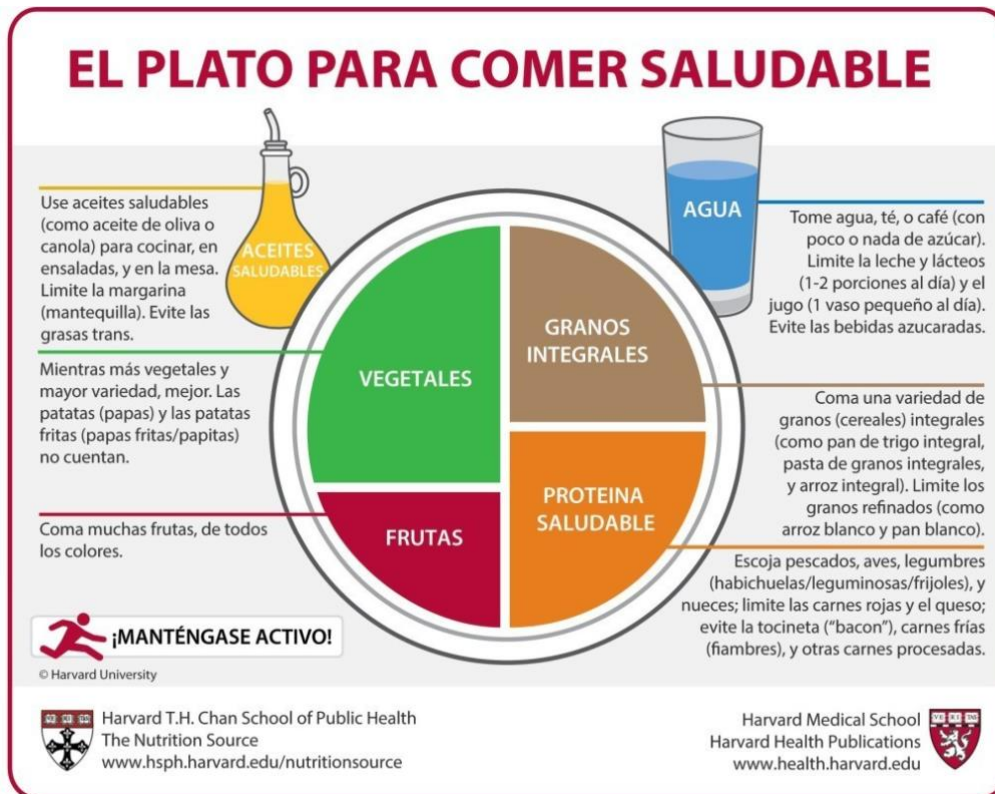 EL PLATO PARA COMER SALUDABLE
Use aceites saludables
(como aceite de oliva o
canola) para cocinar, en
ensaladas, y en la mesa.
Limite la margarina
(mantequilla). Evite las
grasas trans.
ACEITES
SALUDABLES
AGUA
Tome agua, té, o café (con
poco o nada de azúcar).
Limite la leche y lácteos
(1-2 porciones al día) y el
jugo (1 vaso pequeño al día).
Evite las bebidas azucaradas.
Mientras más vegetales y
mayor variedad, mejor. Las
patatas (papas) y las patatas
fritas (papas fritas/papitas)
no cuentan.
VEGETALES
GRANOS
INTEGRALES
Coma una variedad de
granos (cereales) integrales
(como pan de trigo integral,
pasta de granos integrales,
y arroz integral). Limite los
granos refinados (como
arroz blanco y pan blanco).
Coma muchas frutas, de todos
los colores.
FRUTAS
PROTEINA
SALUDABLE
Escoja pescados, aves, legumbres
(habichuelas/leguminosas/frijoles), y
nueces; limite las carnes rojas y el queso;
evite la tocineta ("bacon"), carnes frías
(fiambres), y otras carnes procesadas.
¡MANTÉNGASE ACTIVO!
© Harvard University
Harvard T.H. Chan School of Public Health
The Nutrition Source
www.hsph.harvard.edu/nutritionsource
Harvard Medical School
Harvard Health Publications
www.health.harvard.edu
VE RI TAS